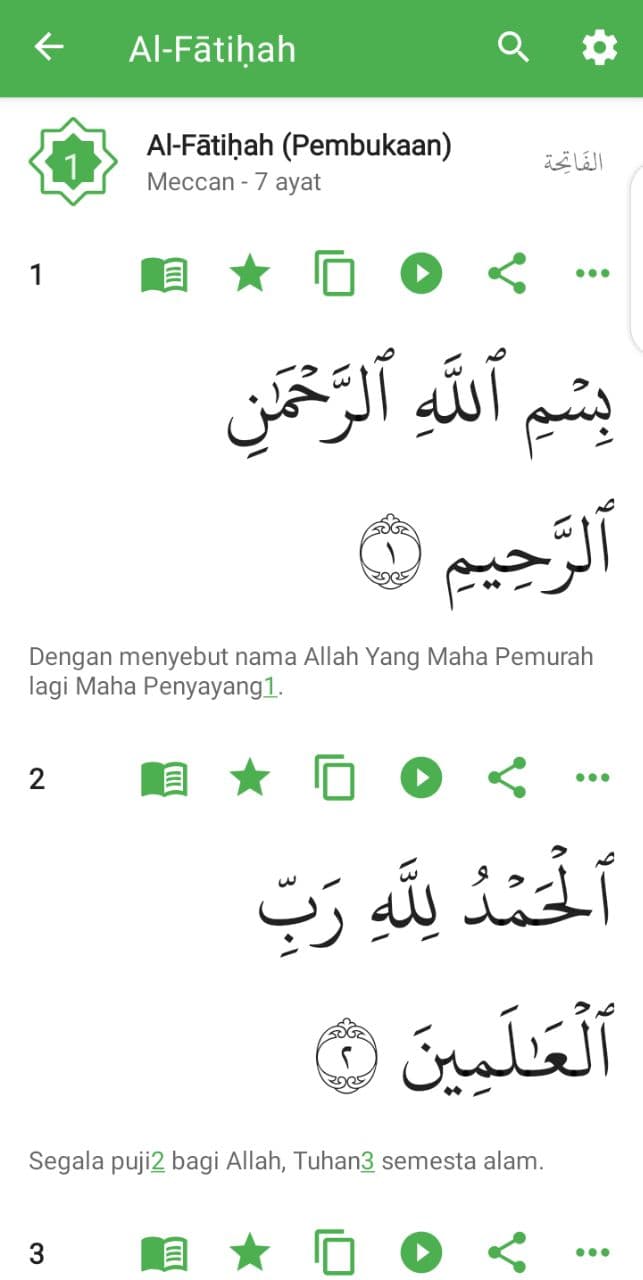 Al-Fātiḥah
1
Al-Fātiḥah (Pembukaan)
Meccan - 7 ayat
الفَاتِحة
1
بِسْمِ ٱللَّهِ ٱلرَّحْمَٰنِ
ٱلرَّحِيمِ ١
Dengan menyebut nama Allah Yang Maha Pemurah
lagi Maha Penyayang1.
2
ٱلْحَمْدُ لِلَّهِ رَبِّ
ٱلْعَـٰلَمِينَ ٢
Segala puji2 bagi Allah, Tuhan3 semesta alam.
3